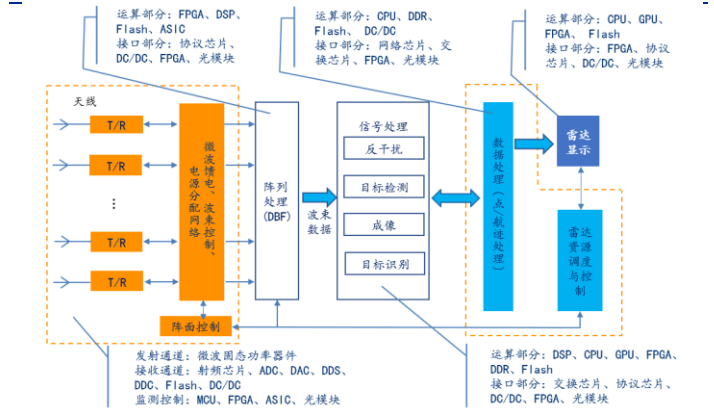 运算部分：FPGA、DSP、
Flash、ASIC
接口部分：协议芯片、
DC/DC、FPGA、光模块
运算部分：CPU、DDR、
Flash、DC/DC
接口部分：网络芯片、交
换芯片、FPGA、光模块
运算部分：CPU、GPU、
FPGA、 Flash
接口部分：FPGA、协议
芯片、DC/DC、光模块
天线
T/R
T/R
...
T/R
T/R
微波馈电、波束控制、
电源分配网络
阵面控制
阵列
处理
(DBF)
波束
数据
信号处理
反干扰
目标检测
成像
目标识别
数据处理（点/航迹处理）
雷达
显示
雷达
资源
调度
与控
制
发射通道：微波固态功率器件
接收通道：射频芯片、ADC、DAC、DDS、
DDC、Flash、DC/DC
监测控制：MCU、FPGA、ASIC、光模块
运算部分：DSP、CPU、GPU、FPGA、
DDR、Flash
接口部分：交换芯片、协议芯片、
DC/DC、FPGA、光模块